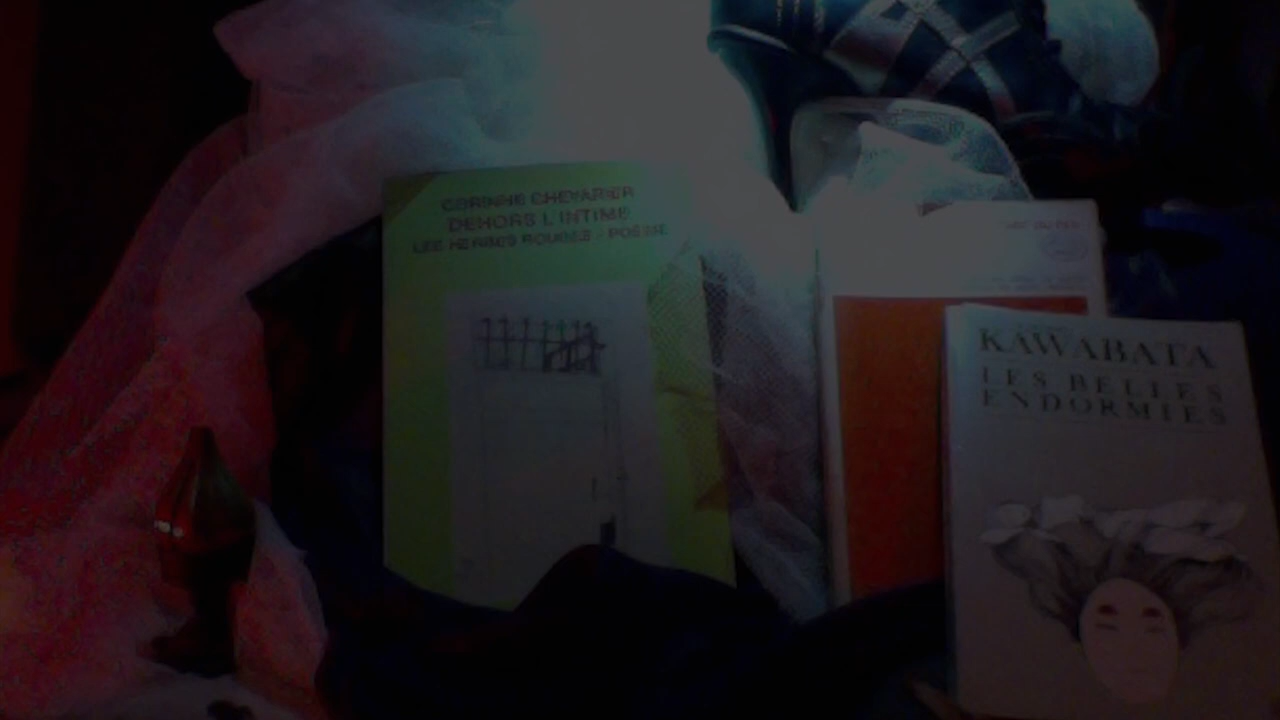 CORINNE CHEVARIER
DEHORS L'INTIME
LES HERBES ROUGES - POÉSIE
KAWABATA
LES BELLES
ENDORMIES